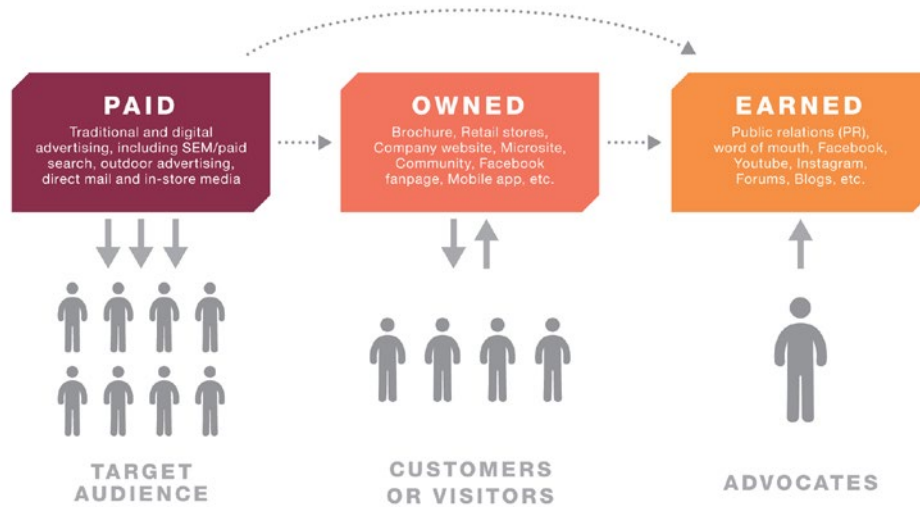 PAID
Traditional and digital
advertising, including SEM/paid
search, outdoor advertising,
direct mail and in-store media
OWNED
Brochure, Retail stores,
Company website, Microsite,
Community, Facebook
fanpage, Mobile app, etc.
EARNED
Public relations (PR),
word of mouth, Facebook,
Youtube, Instagram,
Forums, Blogs, etc.
TARGET
AUDIENCE
CUSTOMERS
OR VISITORS
ADVOCATES